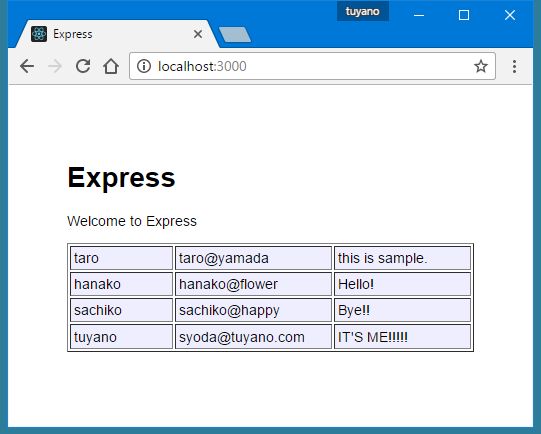 tuyano
Express
localhost:3000
Express
Welcome to Express
taro taro@yamada this is sample.
hanako hanako@flower Hello!
sachiko sachiko@happy Bye!!
tuyano syoda@tuyano.com IT'S ME!!!!!